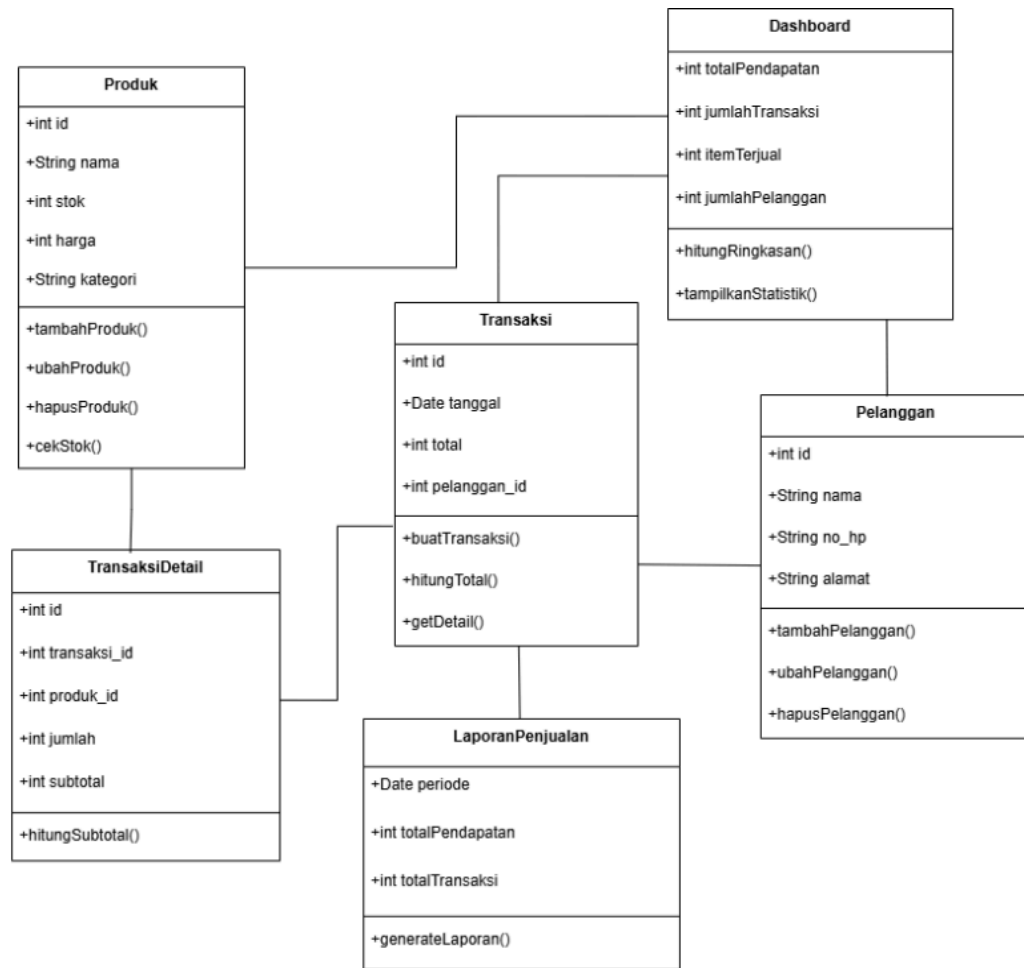 Dashboard
+int totalPendapatan
+int jumlahTransaksi
+int itemTerjual
+int jumlahPelanggan
+hitungRingkasan()
+tampilkanStatistik()
Produk
+int id
+String nama
+int stok
+int harga
+String kategori
+tambahProduk()
+ubahProduk()
+hapusProduk()
+cekStok()
Transaksi
+int id
+Date tanggal
+int total
+int pelanggan_id
+buatTransaksi()
+hitungTotal()
+getDetail()
Pelanggan
+int id
+String nama
+String no_hp
+String alamat
+tambahPelanggan()
+ubahPelanggan()
+hapusPelanggan()
TransaksiDetail
+int id
+int transaksi_id
+int produk_id
+int jumlah
+int subtotal
+hitungSubtotal()
LaporanPenjualan
+Date periode
+int totalPendapatan
+int totalTransaksi
+generateLaporan()